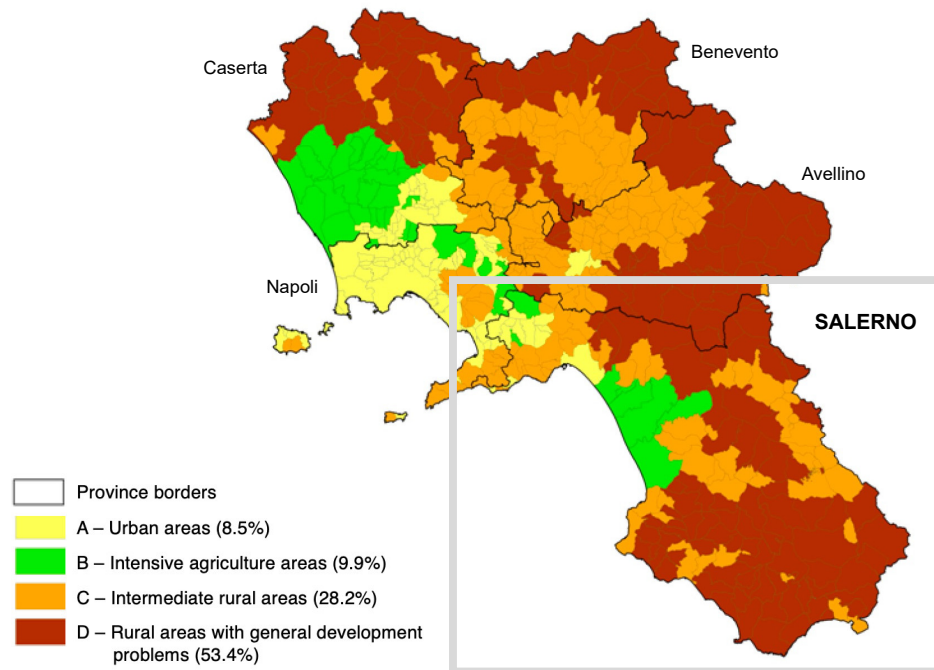 Benevento
Caserta
Avellino
Napoli
SALERNO
Province borders
A – Urban areas (8.5%)
B – Intensive agriculture areas (9.9%)
C – Intermediate rural areas (28.2%)
D – Rural areas with general development
problems (53.4%)